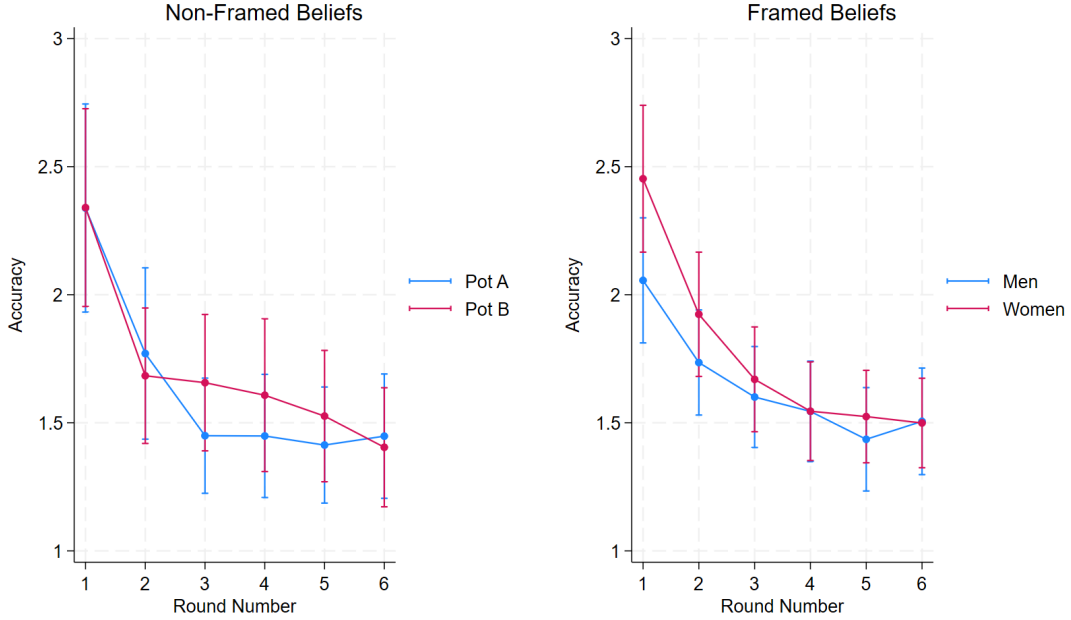 Non-Framed Beliefs
Accuracy
3
2.5
2
1.5
1
1 2 3 4 5 6
Round Number
Pot A
Pot B
Framed Beliefs
Accuracy
3
2.5
2
1.5
1
1 2 3 4 5 6
Round Number
Men
Women